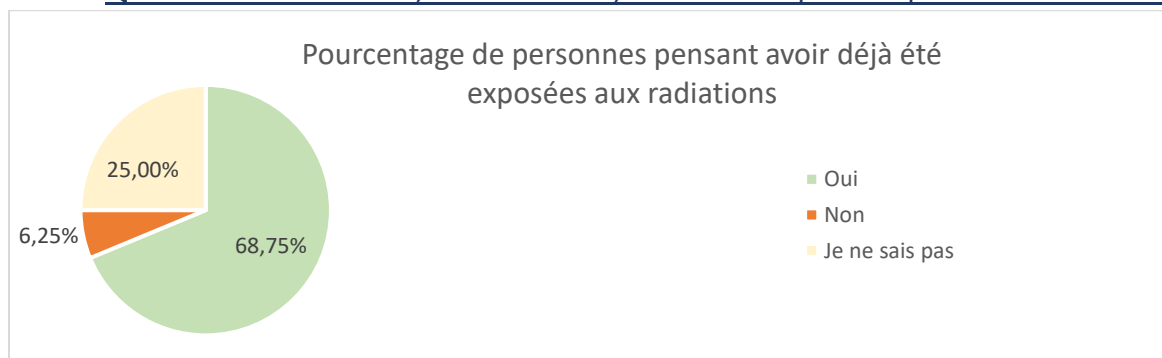 Pourcentage de personnes pensant avoir déjà été
exposées aux radiations
25,00%
6,25%
68,75%
Oui
Non
Je ne sais pas